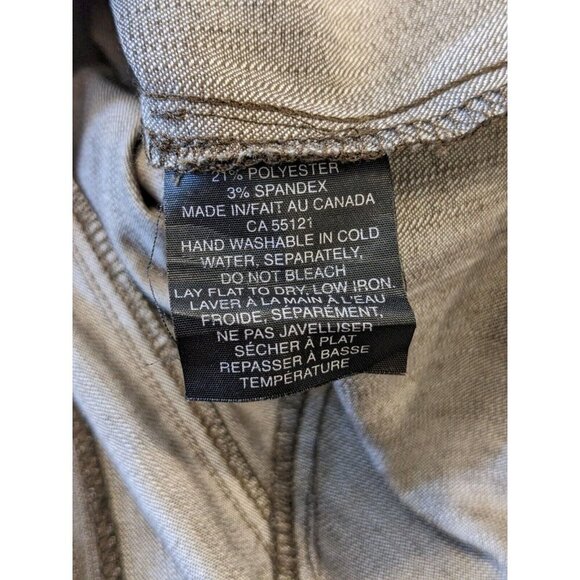 21% POLYESTER
3% SPANDEX
MADE IN/FAIT AU CANADA
CA 55121
HAND WASHABLE IN COLD
WATER, SEPARATELY,
DO NOT BLEACH
LAY FLAT TO DRY, LOW IRON.
LAVER À LA MAIN À L'EAU
FROIDE, SÉPARÉMENT,
NE PAS JAVELLISER
SÉCHER À PLAT
REPASSER À BASSE
TEMPÉRATURE